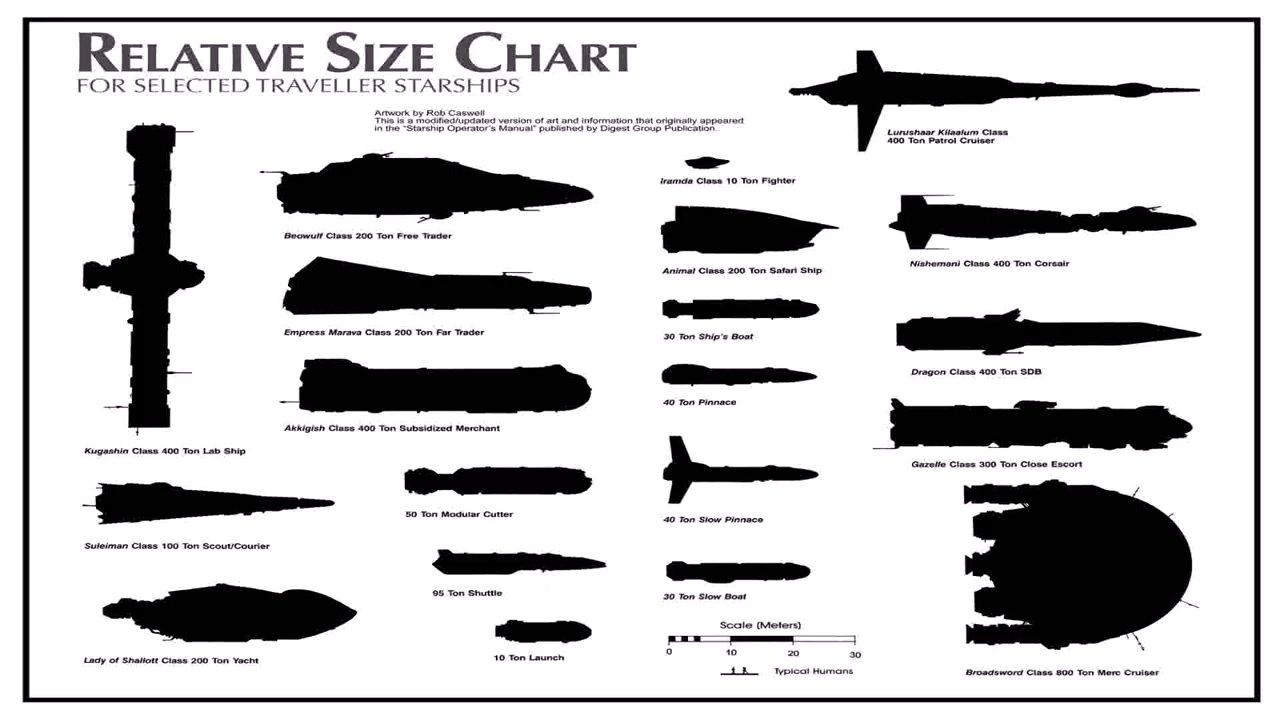 RELATIVE SIZE CHART
FOR SELECTED TRAVELLER STARSHIPS
Artwork by Rob Caswell
This is a modified/updated version of art and information that originally appeared
in the "Starship Operator's Manual" published by Digest Group Publication.
Lurushaar Kilaalum Class
400 Ton Patrol Cruiser
Iramda Class 10 Ton Fighter
Beowulf Class 200 Ton Free Trader
Animal Class 200 Ton Safari Ship
Nishemani Class 400 Ton Corsair
Empress Marava Class 200 Ton Far Trader
30 Ton Ship's Boat
Dragon Class 400 Ton SDB
40 Ton Pinnace
Akkigish Class 400 Ton Subsidized Merchant
Kugashin Class 400 Ton Lab Ship
Gazelle Class 300 Ton Close Escort
50 Ton Modular Cutter
40 Ton Slow Pinnace
Suleiman Class 100 Ton Scout/Courier
95 Ton Shuttle
30 Ton Slow Boat
Scale (Meters)
0 10 20 30
Lady of Shallott Class 200 Ton Yacht
10 Ton Launch
Typical Humans
Broadsword Class 800 Ton Merc Cruiser